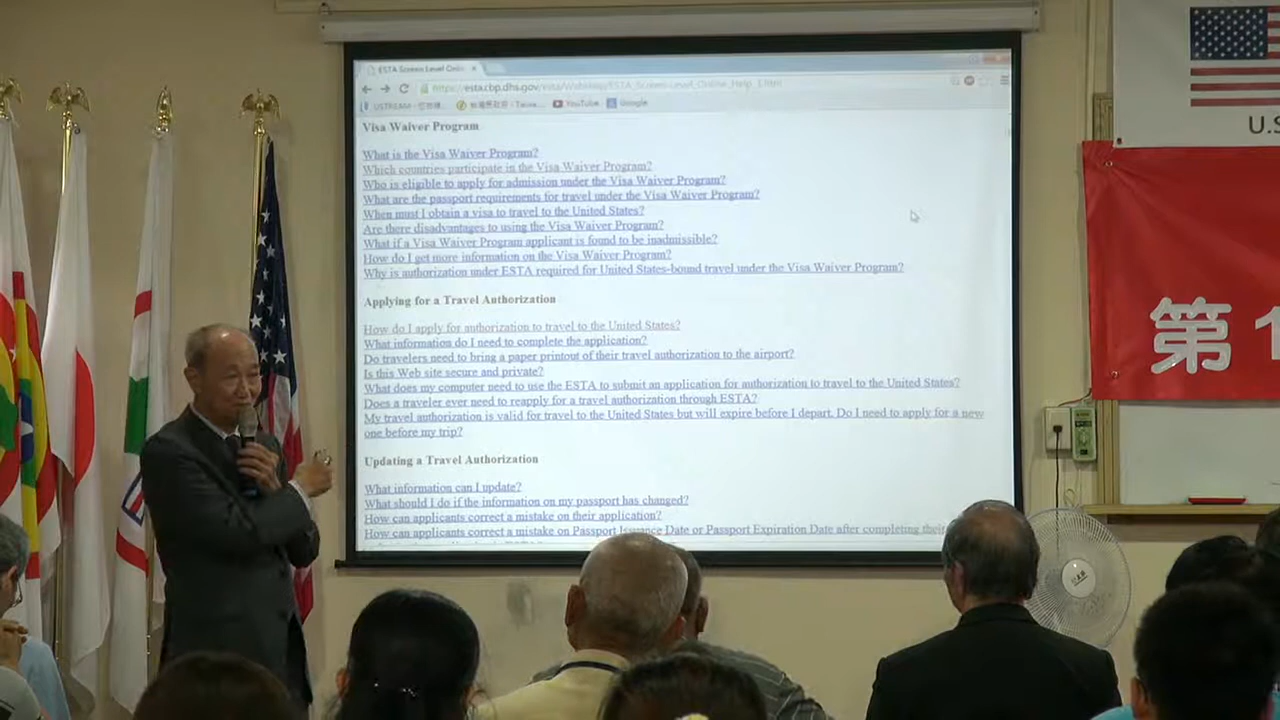 ESTA Screen Level Onli
https://esta.cbp.dhs.gov/esta/WebHelp/ESTA_Screen-Level_Online_Help_1.htm
USTREAM
YouTube
Google
Visa Waiver Program
What is the Visa Waiver Program?
Which countries participate in the Visa Waiver Program?
Who is eligible to apply for admission under the Visa Waiver Program?
What are the passport requirements for travel under the Visa Waiver Program?
When must I obtain a visa to travel to the United States?
Are there disadvantages to using the Visa Waiver Program?
What if a Visa Waiver Program applicant is found to be inadmissible?
How do I get more information on the Visa Waiver Program?
Why is authorization under ESTA required for United States-bound travel under the Visa Waiver Program?
Applying for a Travel Authorization
How do I apply for authorization to travel to the United States?
What information do I need to complete the application?
Do travelers need to bring a paper printout of their travel authorization to the airport?
Is this Web site secure and private?
What does my computer need to use the ESTA to submit an application for authorization to travel to the United States?
Does a traveler ever need to reapply for a travel authorization through ESTA?
My travel authorization is valid for travel to the United States but will expire before I depart. Do I need to apply for a new
one before my trip?
Updating a Travel Authorization
What information can I update?
What should I do if the information on my passport has changed?
How can applicants correct a mistake on their application?
How can applicants correct a mistake on Passport Issuance Date or Passport Expiration Date after completing their
U.S
第1